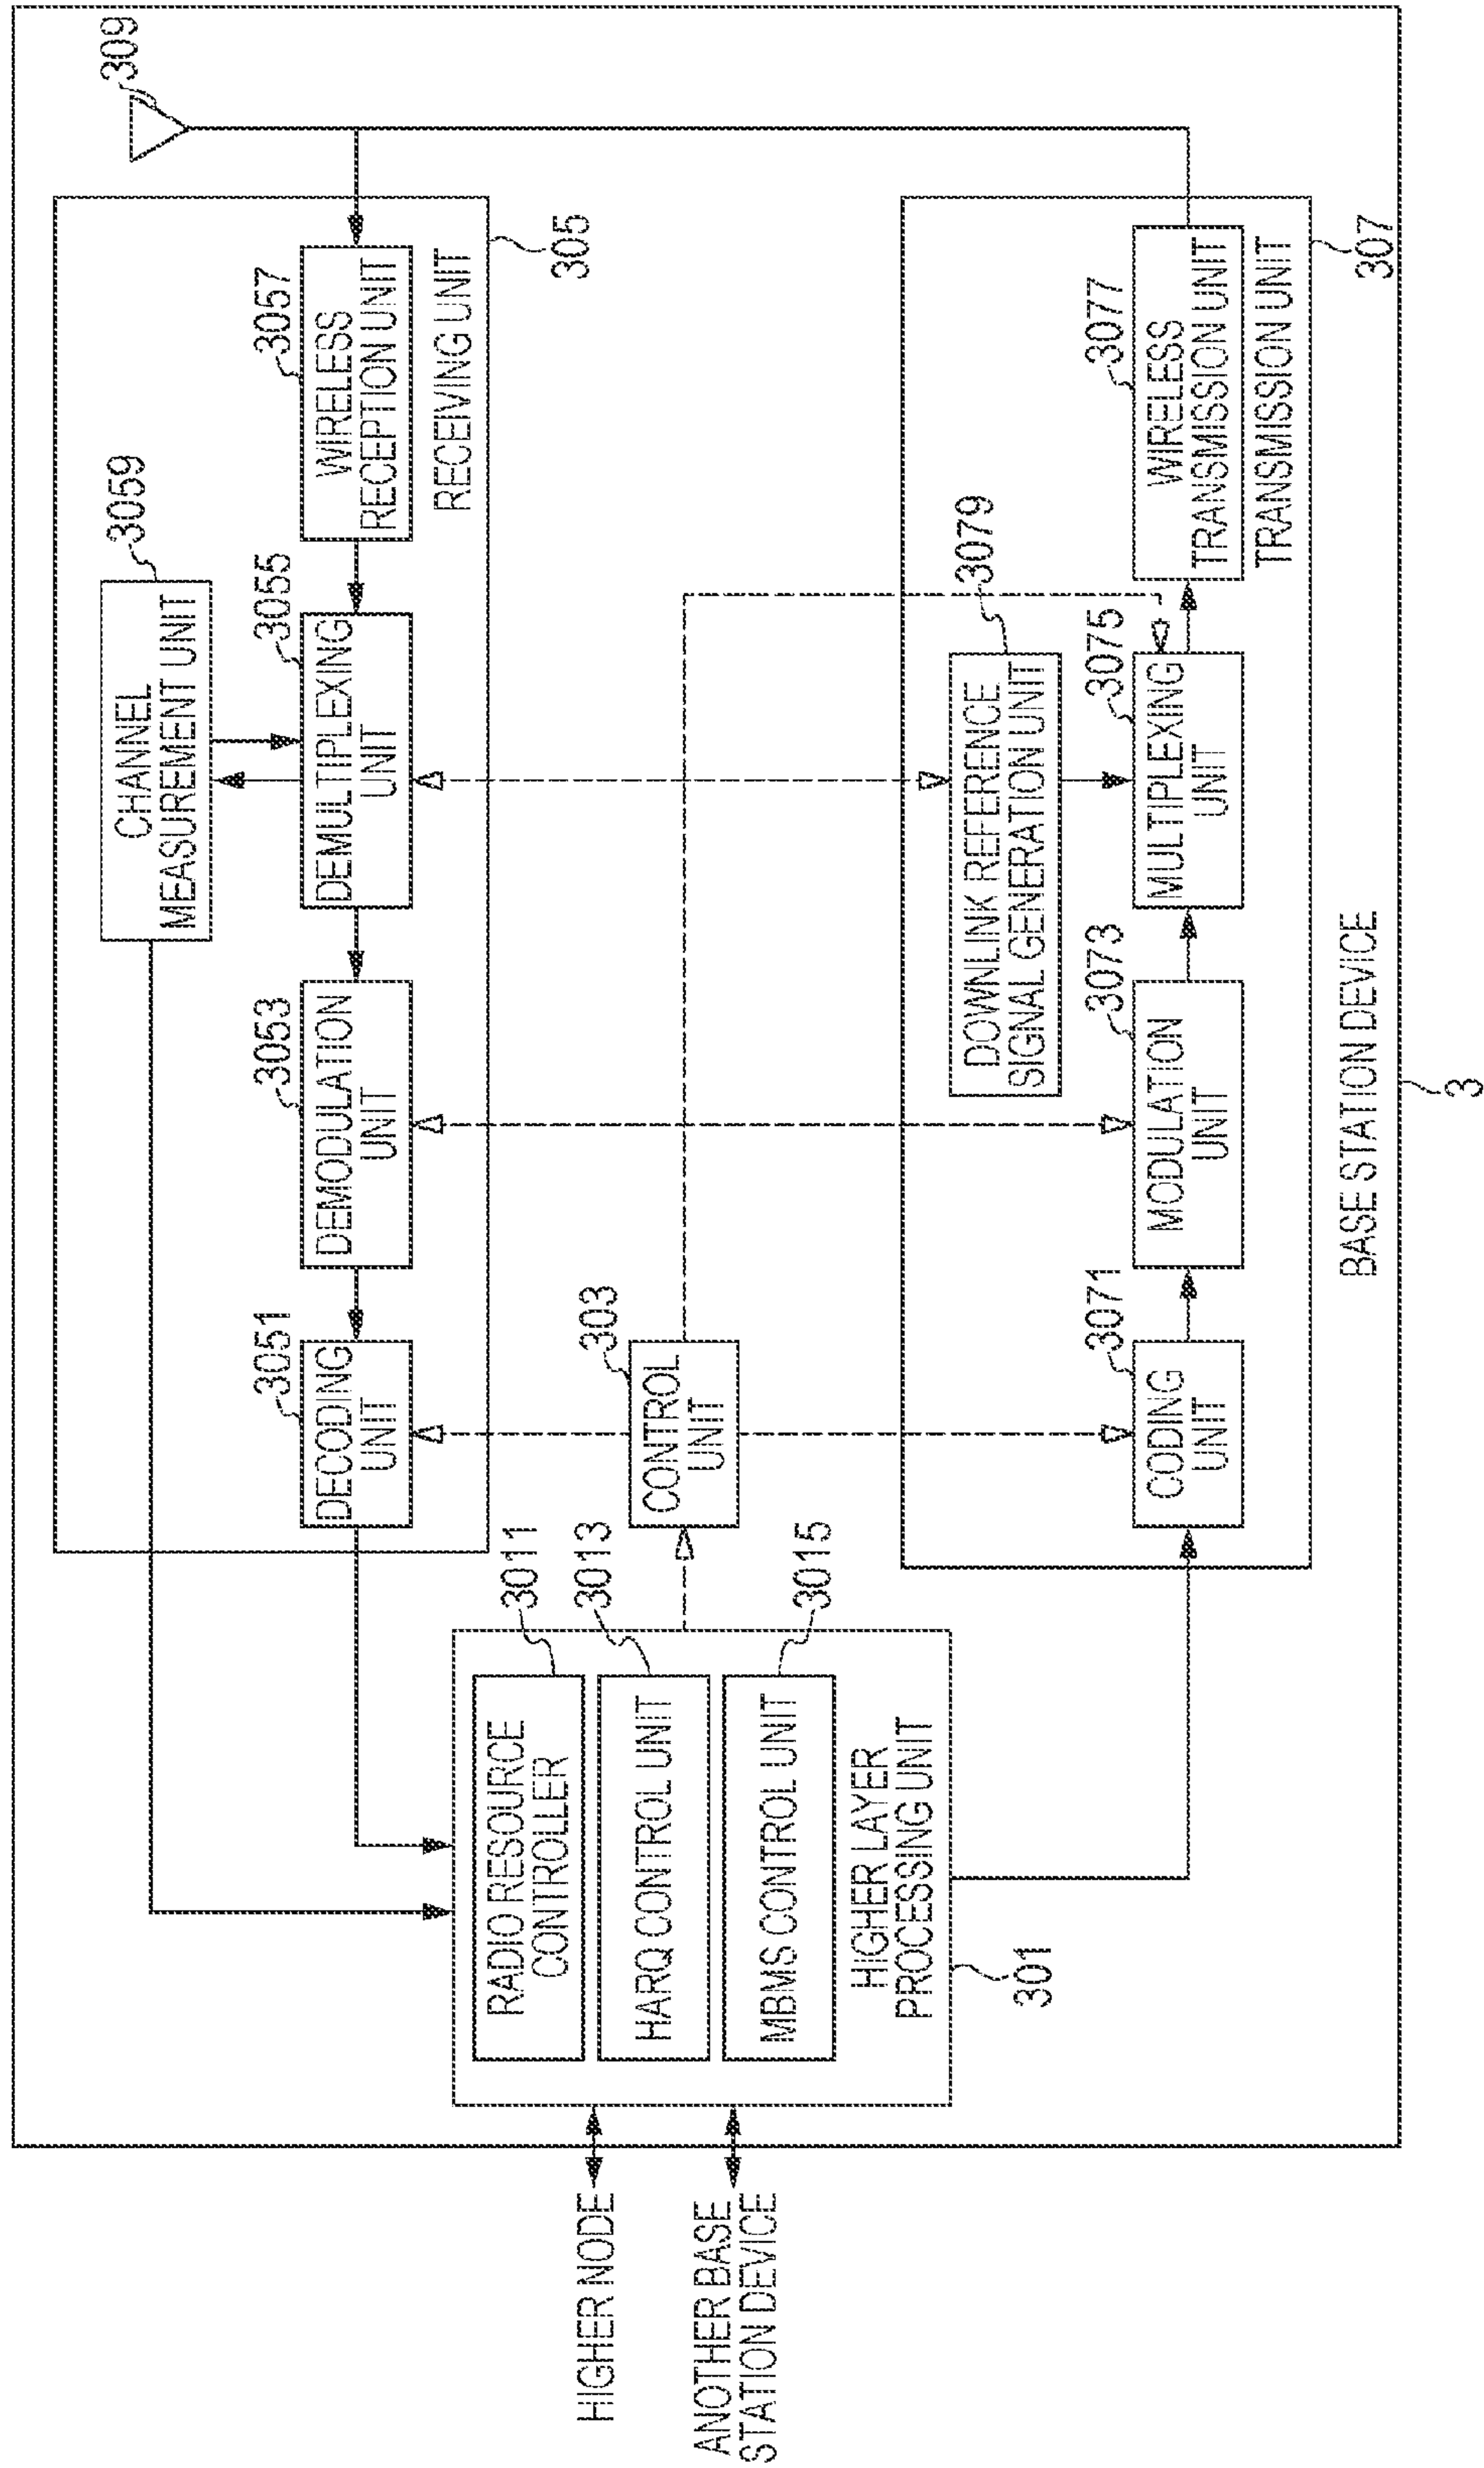 309
3059
CHANNEL
MEASUREMENT UNIT
3051
DECODING
UNIT
3053
DEMODULATION
UNIT
3055
DEMULTIPLEXING
UNIT
3057
WIRELESS
RECEPTION UNIT
RECEIVING UNIT
305
3011
RADIO RESOURCE
CONTROLLER
3013
HARQ CONTROL UNIT
3015
MBMS CONTROL UNIT
HIGHER LAYER
PROCESSING UNIT
301
HIGHER NODE
ANOTHER BASE
STATION DEVICE
303
CONTROL
UNIT
3079
DOWNLINK REFERENCE
SIGNAL GENERATION UNIT
3071
CODING
UNIT
3073
MODULATION
UNIT
3075
MULTIPLEXING
UNIT
3077
WIRELESS
TRANSMISSION UNIT
TRANSMISSION UNIT
307
BASE STATION DEVICE
3